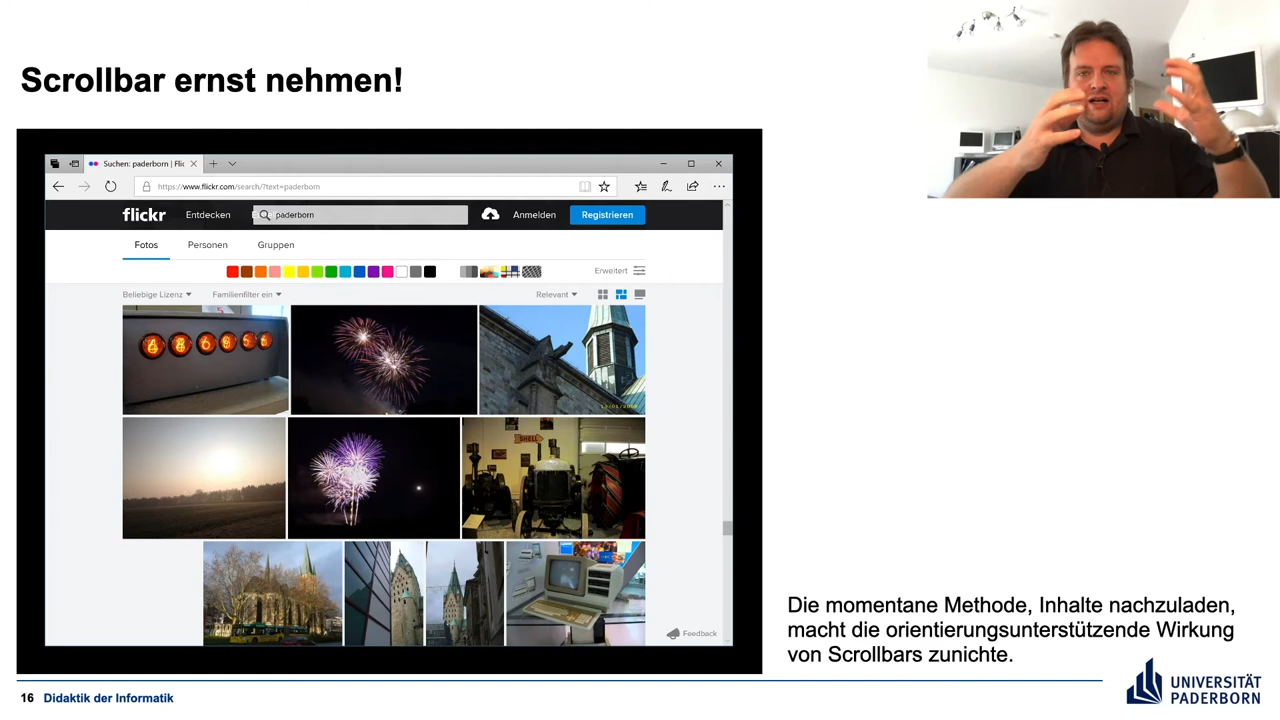 Scrollbar ernst nehmen!
Suchen: paderborn | Flic
https://www.flickr.com/search/?text=paderborn
flickr Entdecken paderborn Anmelden Registrieren
Fotos Personen Gruppen
Erweitert
Beliebige Lizenz Familienfilter ein Relevant
SHELL
Feedback
Die momentane Methode, Inhalte nachzuladen,
macht die orientierungsunterstützende Wirkung
von Scrollbars zunichte.
16 Didaktik der Informatik
UNIVERSITÄT
PADERBORN